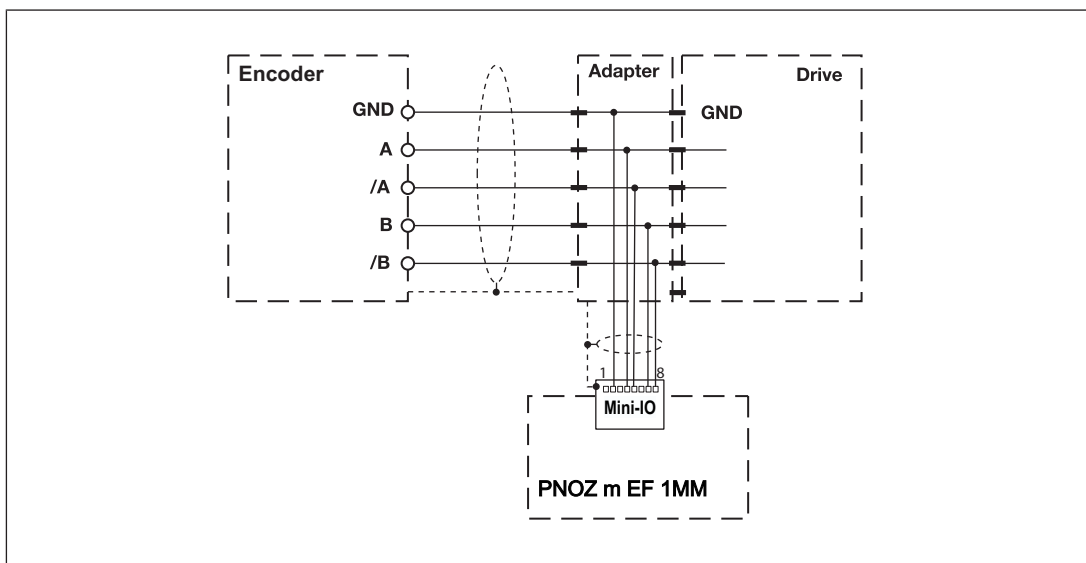 Encoder
Adapter
Drive
GND
GND
A
/A
B
/B
1
8
Mini-IO
PNOZ m EF 1MM